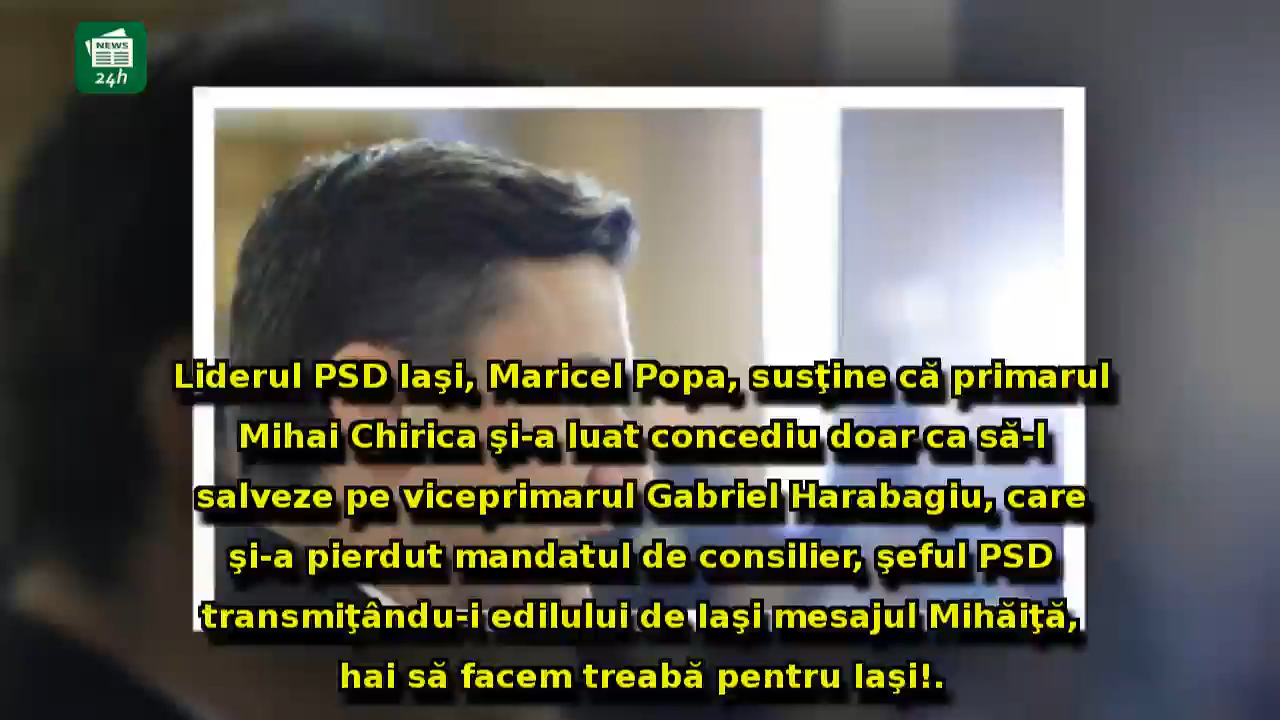 NEWS
24h
Liderul PSD Iaşi, Maricel Popa, susţine că primarul
Mihai Chirica şi-a luat concediu doar ca să-l
salveze pe viceprimarul Gabriel Harabagiu, care
şi-a pierdut mandatul de consilier, şeful PSD
transmiţându-i edilului de Iaşi mesajul Mihăiţă,
hai să facem treabă pentru Iaşi!.